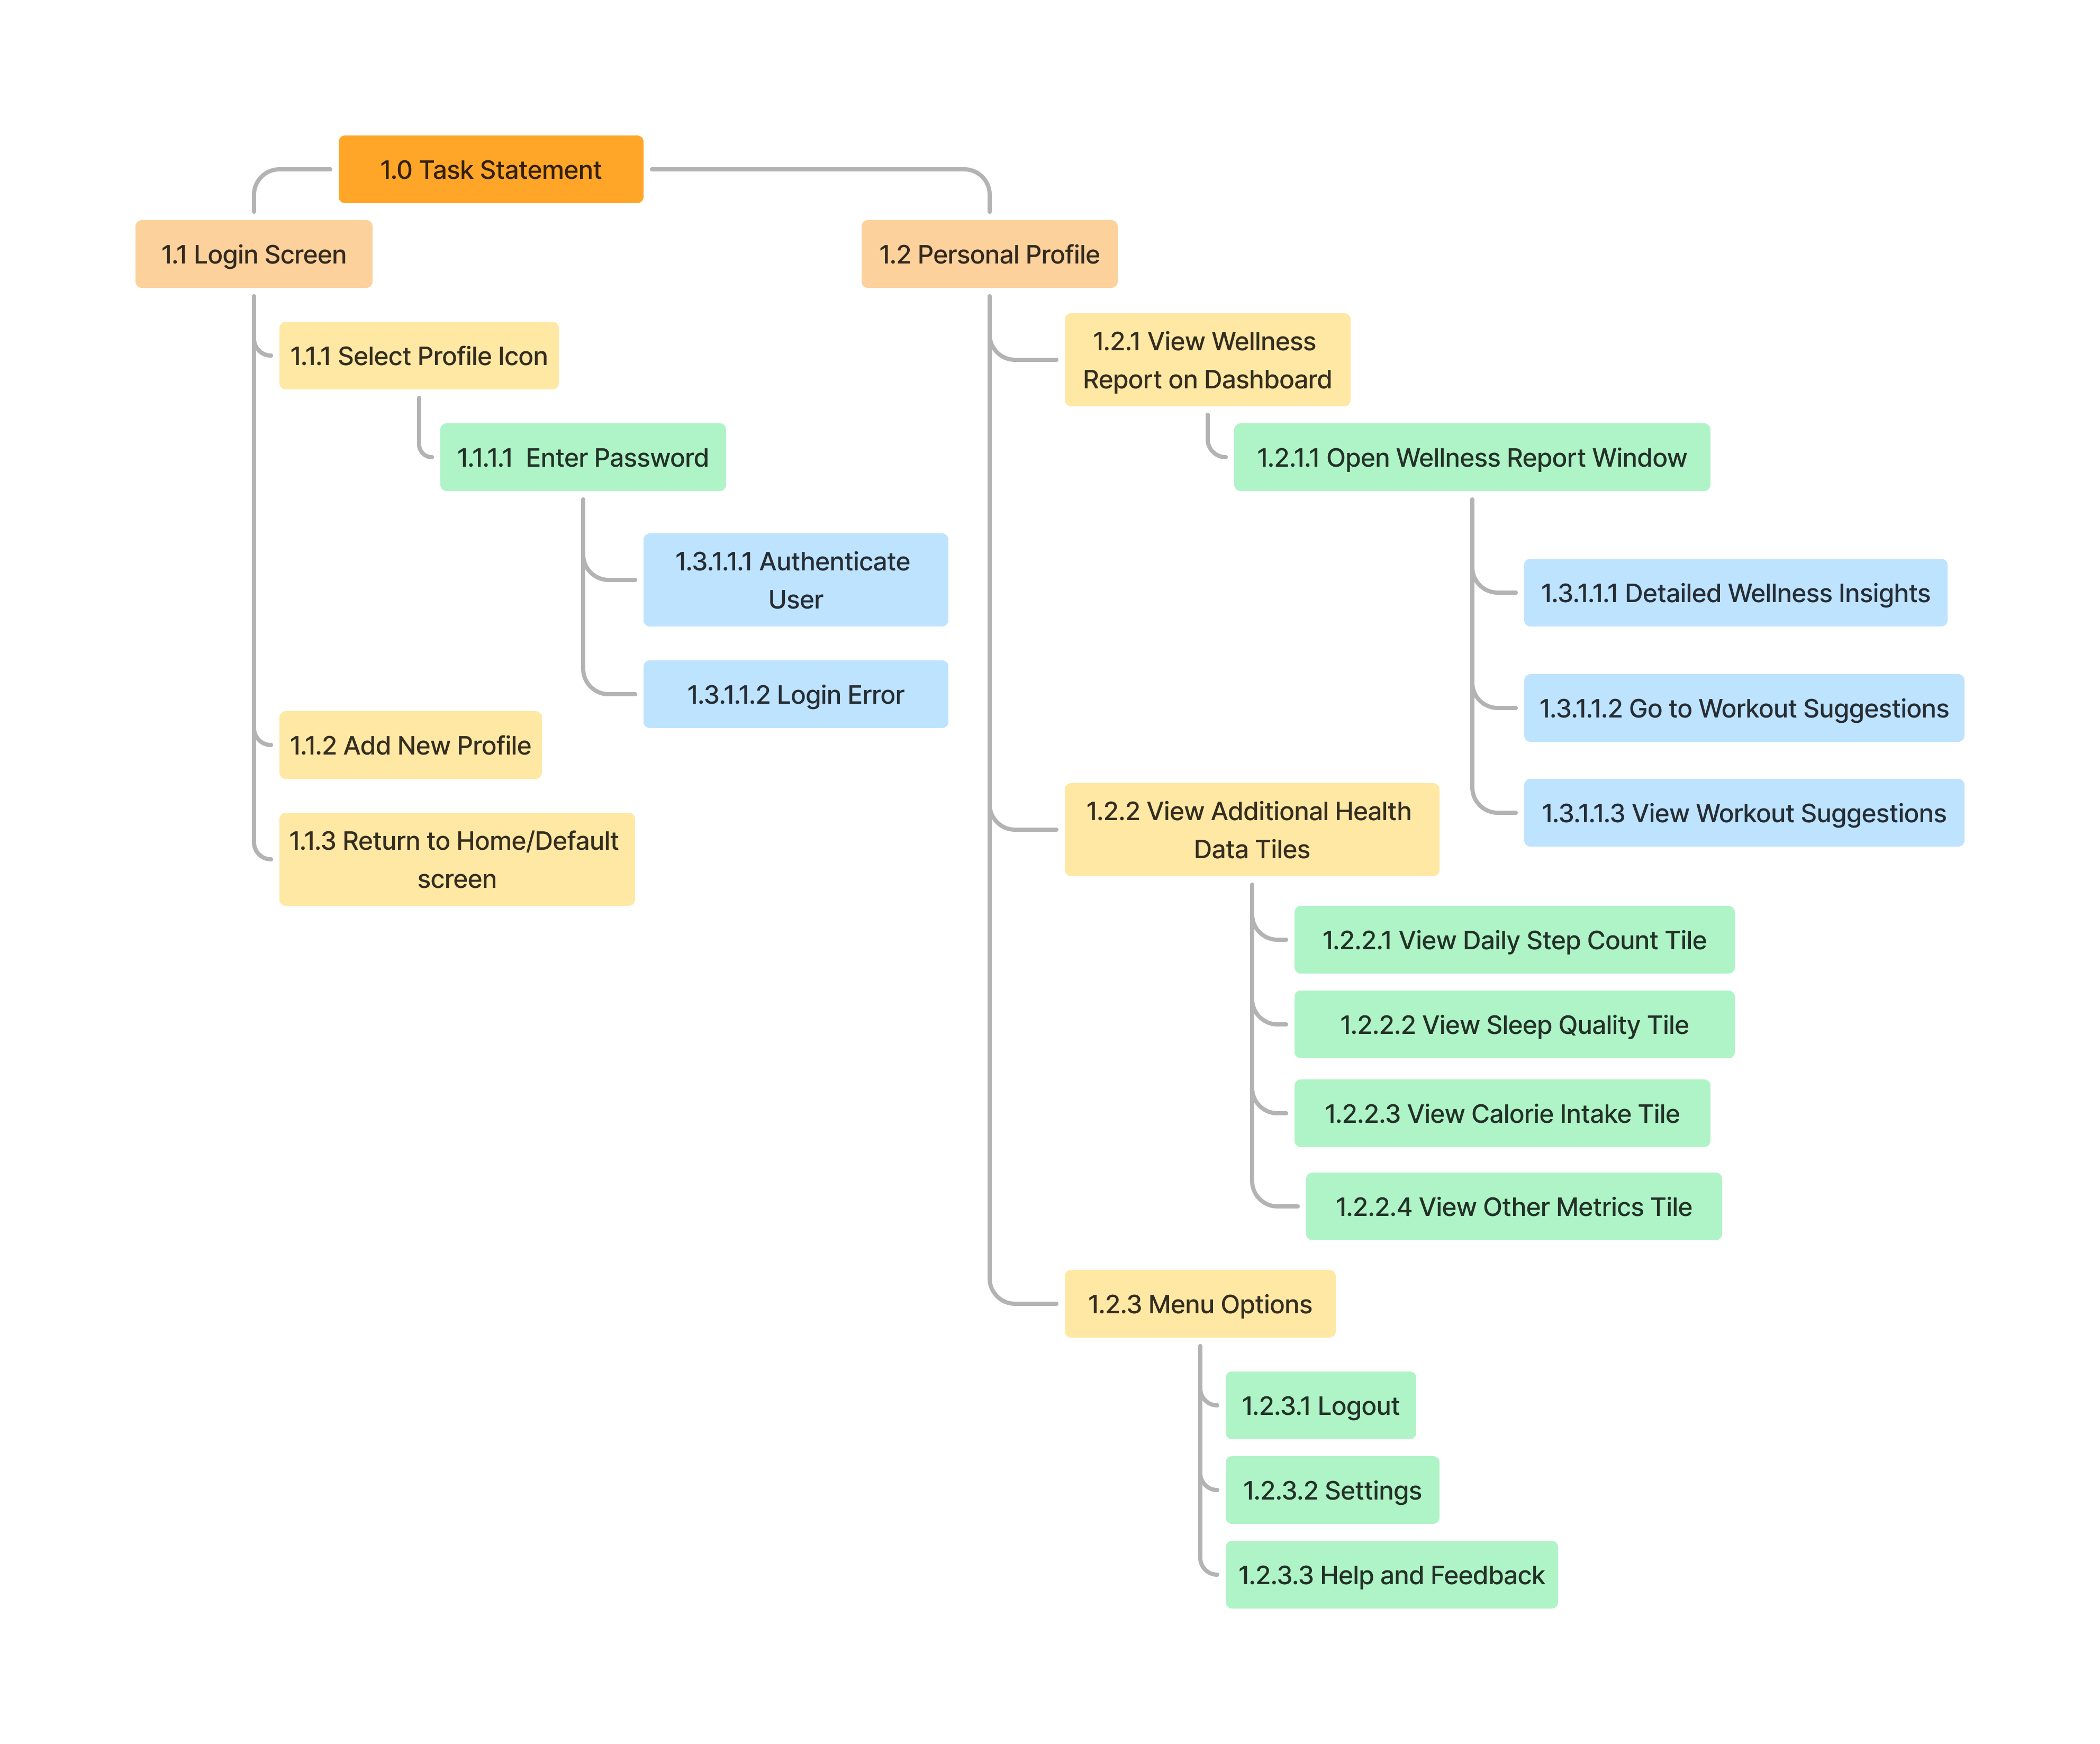 1.0 Task Statement
1.1 Login Screen
1.1.1 Select Profile Icon
1.1.1.1 Enter Password
1.3.1.1.1 Authenticate
User
1.3.1.1.2 Login Error
1.1.2 Add New Profile
1.1.3 Return to Home/Default
screen
1.2 Personal Profile
1.2.1 View Wellness
Report on Dashboard
1.2.1.1 Open Wellness Report Window
1.3.1.1.1 Detailed Wellness Insights
1.3.1.1.2 Go to Workout Suggestions
1.3.1.1.3 View Workout Suggestions
1.2.2 View Additional Health
Data Tiles
1.2.2.1 View Daily Step Count Tile
1.2.2.2 View Sleep Quality Tile
1.2.2.3 View Calorie Intake Tile
1.2.2.4 View Other Metrics Tile
1.2.3 Menu Options
1.2.3.1 Logout
1.2.3.2 Settings
1.2.3.3 Help and Feedback